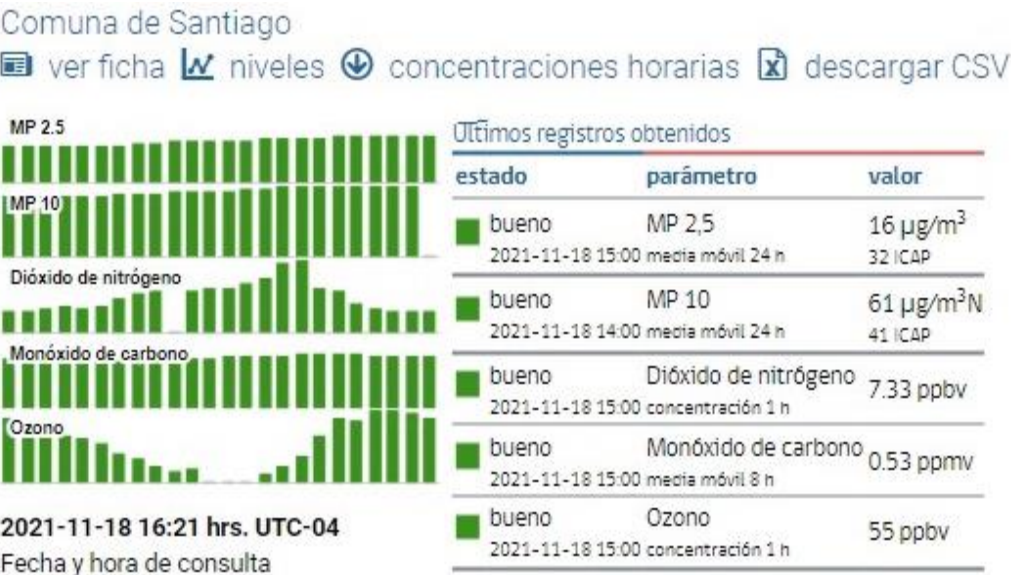 Comuna de Santiago
ver ficha niveles concentraciones horarias descargar CSV
MP 2.5
MP 10
Dióxido de nitrógeno
Monóxido de carbono
Ozono
2021-11-18 16:21 hrs. UTC-04
Fecha y hora de consulta
Últimos registros obtenidos
estado parámetro valor
bueno MP 2,5 16 µg/m³
2021-11-18 15:00 media móvil 24 h 32 ICAP
bueno MP 10 61 µg/m³N
2021-11-18 14:00 media móvil 24 h 41 ICAP
bueno Dióxido de nitrógeno 7.33 ppbv
2021-11-18 15:00 concentración 1 h
bueno Monóxido de carbono 0.53 ppmv
2021-11-18 15:00 media móvil 8 h
bueno Ozono 55 ppbv
2021-11-18 15:00 concentración 1 h